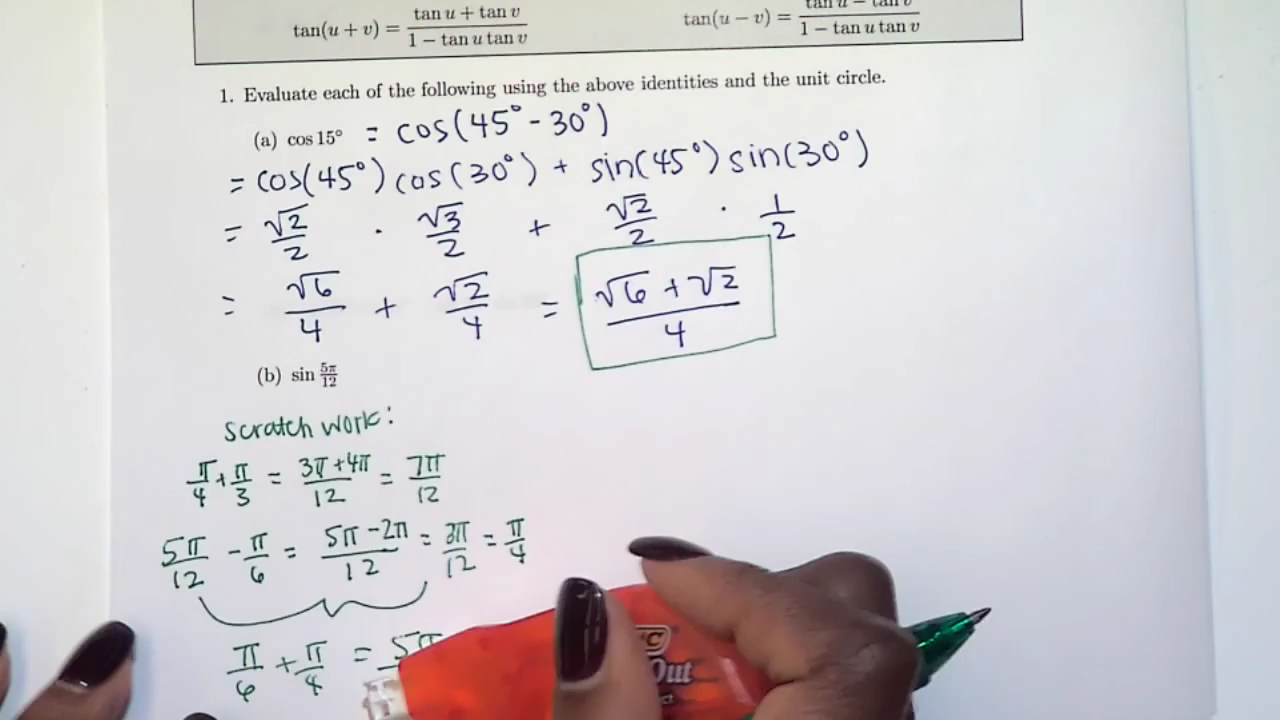 tan(u + v) = (tan u + tan v)/(1 − tan u tan v) tan(u − v) = (tan u − tan v)/(1 − tan u tan v)
1. Evaluate each of the following using the above identities and the unit circle.
(a) cos 15° = cos(45° - 30°)
= cos(45°) cos(30°) + sin(45°) sin(30°)
= √2/2 · √3/2 + √2/2 · 1/2
= √6/4 + √2/4 = (√6 + √2)/4
(b) sin 5π/12
scratch work:
π/4 + π/3 = (3π + 4π)/12 = 7π/12
5π/12 - π/6 = (5π - 2π)/12 = 3π/12 = π/4
π/6 + π/4 = 5π
Out